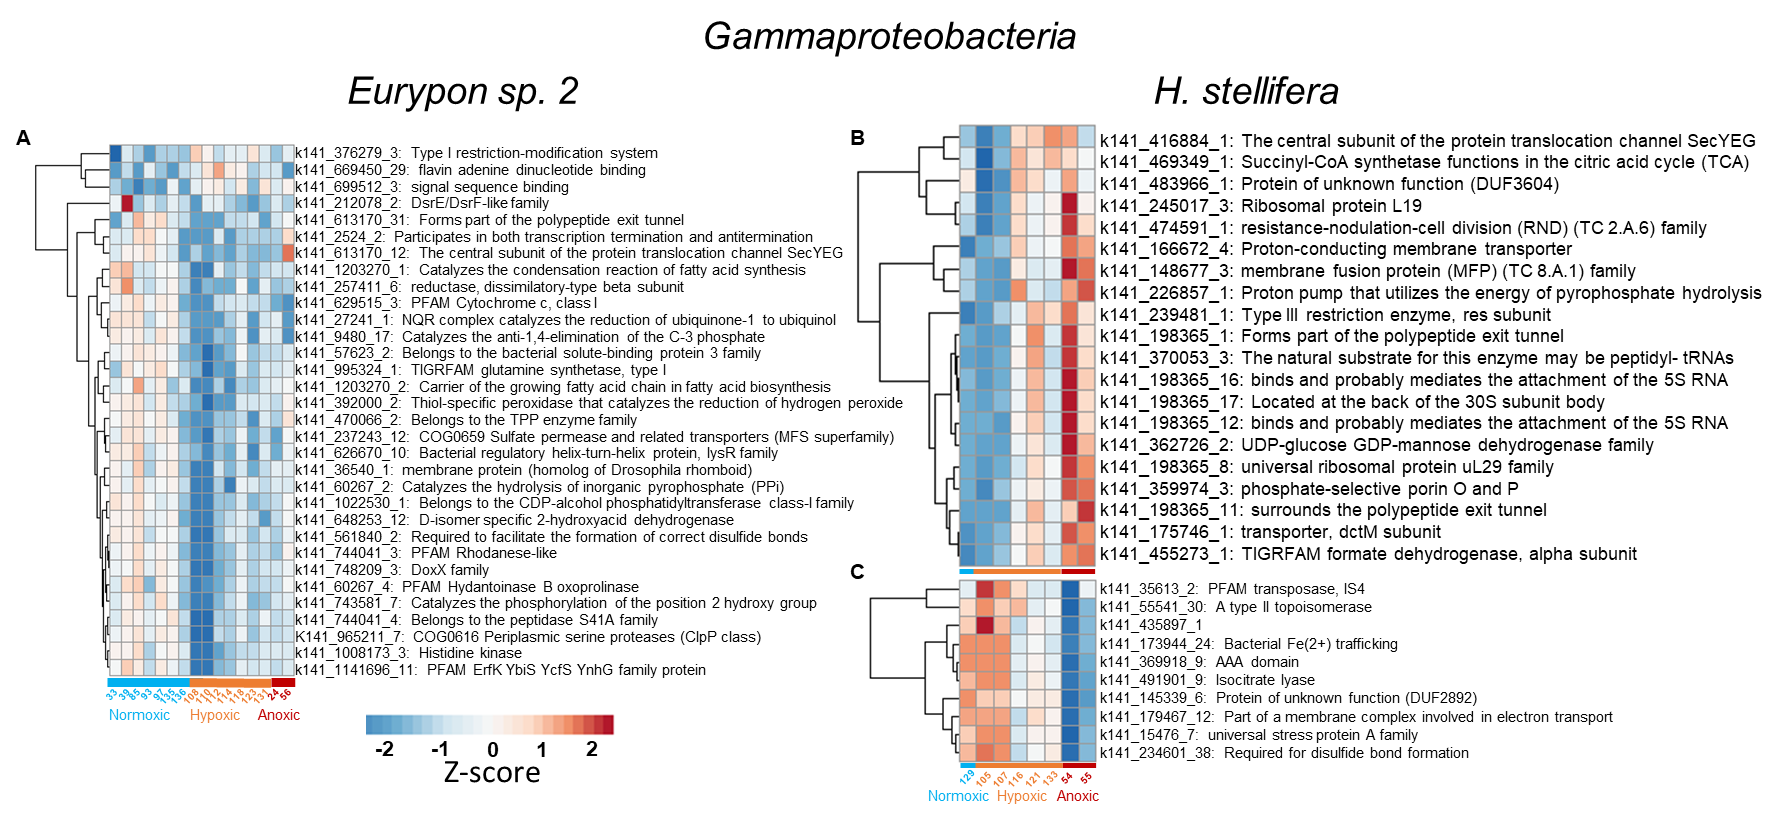 Gammaproteobacteria
Eurypon sp. 2
H. stellifera
A
k141_376279_3: Type I restriction-modification system
k141_669450_29: flavin adenine dinucleotide binding
k141_699512_3: signal sequence binding
k141_212078_2: DsrE/DsrF-like family
k141_613170_31: Forms part of the polypeptide exit tunnel
k141_2524_2: Participates in both transcription termination and antitermination
k141_613170_12: The central subunit of the protein translocation channel SecYEG
k141_1203270_1: Catalyzes the condensation reaction of fatty acid synthesis
k141_257411_6: reductase, dissimilatory-type beta subunit
k141_629515_3: PFAM Cytochrome c, class I
k141_27241_1: NQR complex catalyzes the reduction of ubiquinone-1 to ubiquinol
k141_9480_17: Catalyzes the anti-1,4-elimination of the C-3 phosphate
k141_57623_2: Belongs to the bacterial solute-binding protein 3 family
k141_995324_1: TIGRFAM glutamine synthetase, type I
k141_1203270_2: Carrier of the growing fatty acid chain in fatty acid biosynthesis
k141_392000_2: Thiol-specific peroxidase that catalyzes the reduction of hydrogen peroxide
k141_470066_2: Belongs to the TPP enzyme family
k141_237243_12: COG0659 Sulfate permease and related transporters (MFS superfamily)
k141_626670_10: Bacterial regulatory helix-turn-helix protein, lysR family
k141_36540_1: membrane protein (homolog of Drosophila rhomboid)
k141_60267_2: Catalyzes the hydrolysis of inorganic pyrophosphate (PPi)
k141_1022530_1: Belongs to the CDP-alcohol phosphatidyltransferase class-I family
k141_648253_12: D-isomer specific 2-hydroxyacid dehydrogenase
k141_561840_2: Required to facilitate the formation of correct disulfide bonds
k141_744041_3: PFAM Rhodanese-like
k141_748209_3: DoxX family
k141_60267_4: PFAM Hydantoinase B oxoprolinase
k141_743581_7: Catalyzes the phosphorylation of the position 2 hydroxy group
k141_744041_4: Belongs to the peptidase S41A family
K141_965211_7: COG0616 Periplasmic serine proteases (ClpP class)
k141_1008173_3: Histidine kinase
k141_1141696_11: PFAM ErfK YbiS YcfS YnhG family protein
33 39 85 93 97 135 136 108 110 112 114 118 123 131 24 56
Normoxic Hypoxic Anoxic
-2 -1 0 1 2
Z-score
B
k141_416884_1: The central subunit of the protein translocation channel SecYEG
k141_469349_1: Succinyl-CoA synthetase functions in the citric acid cycle (TCA)
k141_483966_1: Protein of unknown function (DUF3604)
k141_245017_3: Ribosomal protein L19
k141_474591_1: resistance-nodulation-cell division (RND) (TC 2.A.6) family
k141_166672_4: Proton-conducting membrane transporter
k141_148677_3: membrane fusion protein (MFP) (TC 8.A.1) family
k141_226857_1: Proton pump that utilizes the energy of pyrophosphate hydrolysis
k141_239481_1: Type III restriction enzyme, res subunit
k141_198365_1: Forms part of the polypeptide exit tunnel
k141_370053_3: The natural substrate for this enzyme may be peptidyl- tRNAs
k141_198365_16: binds and probably mediates the attachment of the 5S RNA
k141_198365_17: Located at the back of the 30S subunit body
k141_198365_12: binds and probably mediates the attachment of the 5S RNA
k141_362726_2: UDP-glucose GDP-mannose dehydrogenase family
k141_198365_8: universal ribosomal protein uL29 family
k141_359974_3: phosphate-selective porin O and P
k141_198365_11: surrounds the polypeptide exit tunnel
k141_175746_1: transporter, dctM subunit
k141_455273_1: TIGRFAM formate dehydrogenase, alpha subunit
C
k141_35613_2: PFAM transposase, IS4
k141_55541_30: A type II topoisomerase
k141_435897_1
k141_173944_24: Bacterial Fe(2+) trafficking
k141_369918_9: AAA domain
k141_491901_9: Isocitrate lyase
k141_145339_6: Protein of unknown function (DUF2892)
k141_179467_12: Part of a membrane complex involved in electron transport
k141_15476_7: universal stress protein A family
k141_234601_38: Required for disulfide bond formation
129 105 107 116 121 133 54 55
Normoxic Hypoxic Anoxic